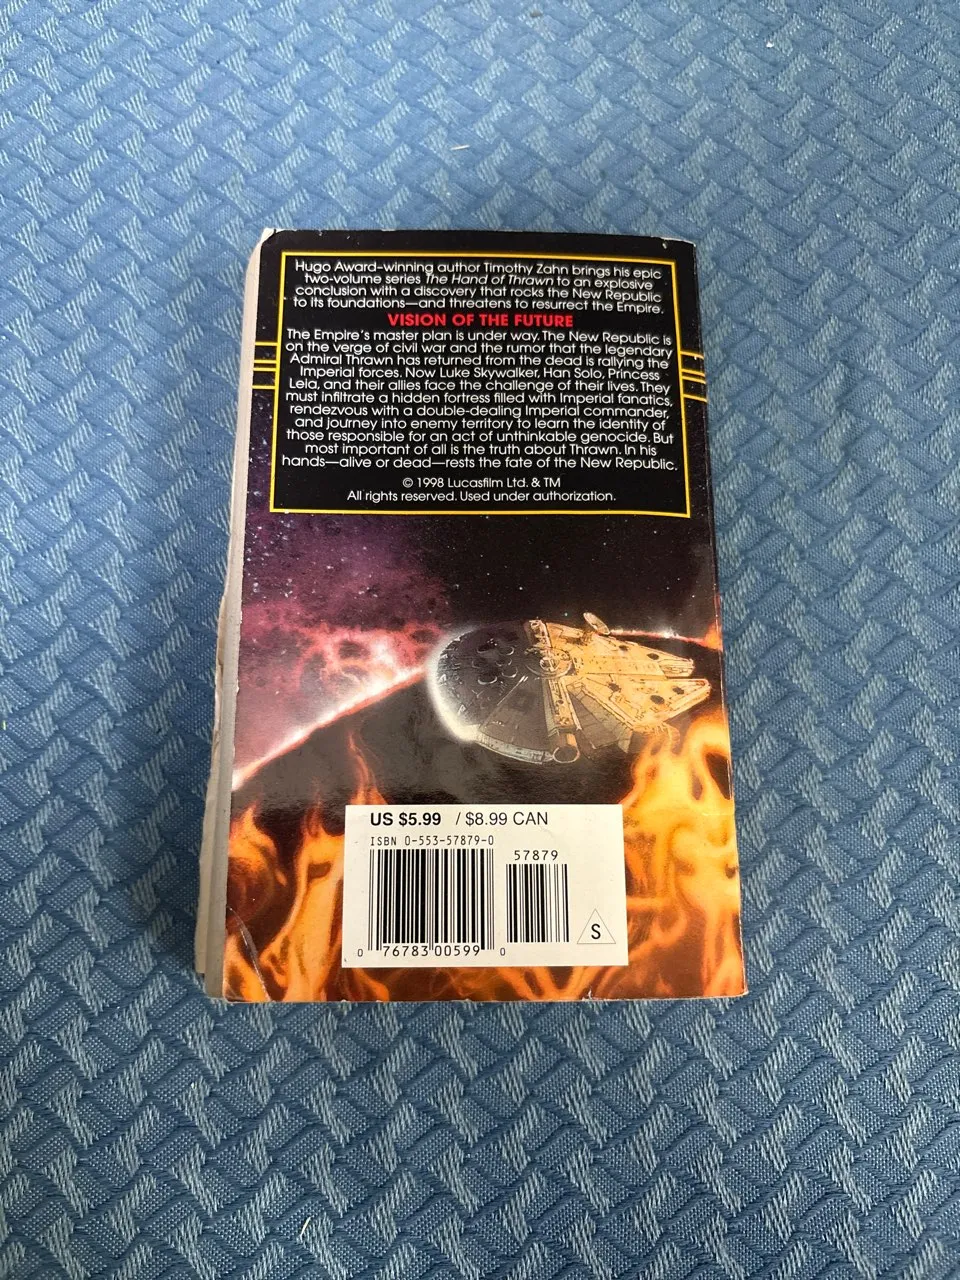 Hugo Award-winning author Timothy Zahn brings his epic
two-volume series The Hand of Thrawn to an explosive
conclusion with a discovery that rocks the New Republic
to its foundations—and threatens to resurrect the Empire.
VISION OF THE FUTURE
The Empire's master plan is under way. The New Republic is
on the verge of civil war and the rumor that the legendary
Admiral Thrawn has returned from the dead is rallying the
Imperial forces. Now Luke Skywalker, Han Solo, Princess
Leia, and their allies face the challenge of their lives. They
must infiltrate a hidden fortress filled with Imperial fanatics,
rendezvous with a double-dealing Imperial commander,
and journey into enemy territory to learn the identity of
those responsible for an act of unthinkable genocide. But
most important of all is the truth about Thrawn. In his
hands—alive or dead—rests the fate of the New Republic.
© 1998 Lucasfilm Ltd. & TM
All rights reserved. Used under authorization.
US $5.99 / $8.99 CAN
ISBN 0-553-57879-0
57879
S
0 76783 00599 0